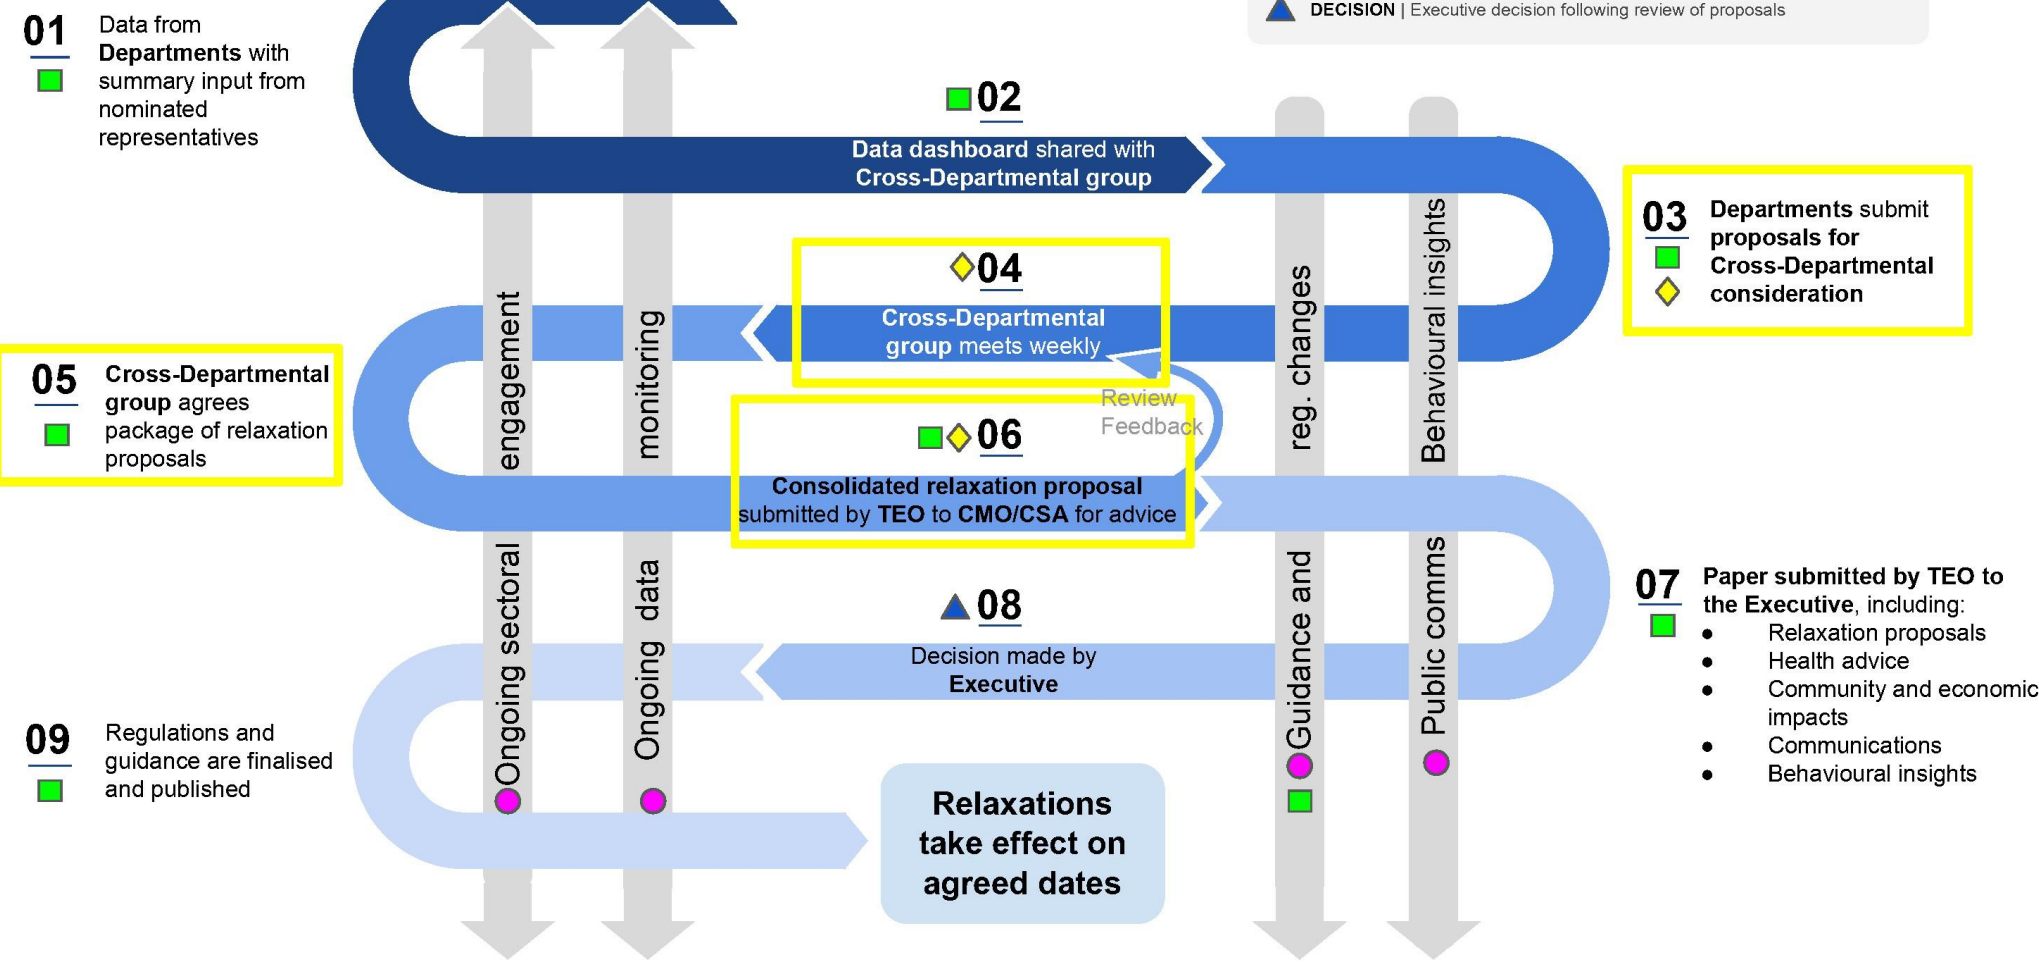 DECISION | Executive decision following review of proposals
01
Data from
Departments with
summary input from
nominated
representatives
02
Data dashboard shared with
Cross-Departmental group
03
Departments submit
proposals for
Cross-Departmental
consideration
04
Cross-Departmental
group meets weekly
Review
Feedback
05
Cross-Departmental
group agrees
package of relaxation
proposals
06
Consolidated relaxation proposal
submitted by TEO to CMO/CSA for advice
07
Paper submitted by TEO to
the Executive, including:
● Relaxation proposals
● Health advice
● Community and economic
impacts
● Communications
● Behavioural insights
08
Decision made by
Executive
09
Regulations and
guidance are finalised
and published
Relaxations
take effect on
agreed dates
Ongoing sectoral engagement
Ongoing data monitoring
Guidance and reg. changes
Public comms Behavioural insights